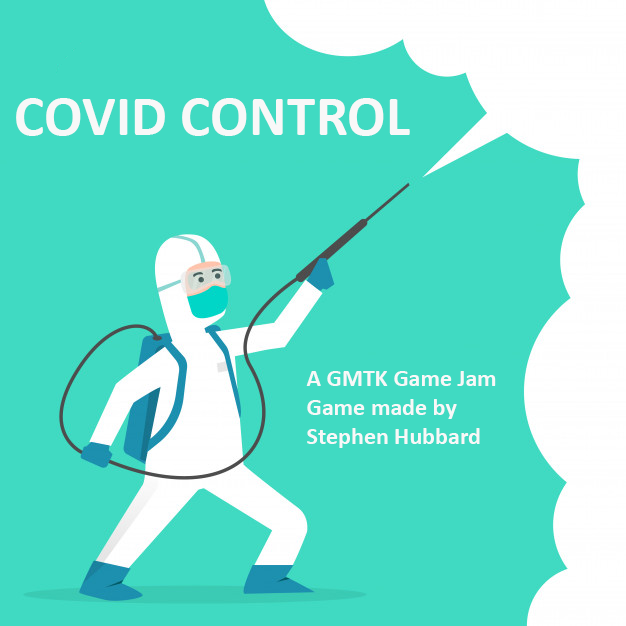 COVID CONTROL
A GMTK Game Jam
Game made by
Stephen Hubbard